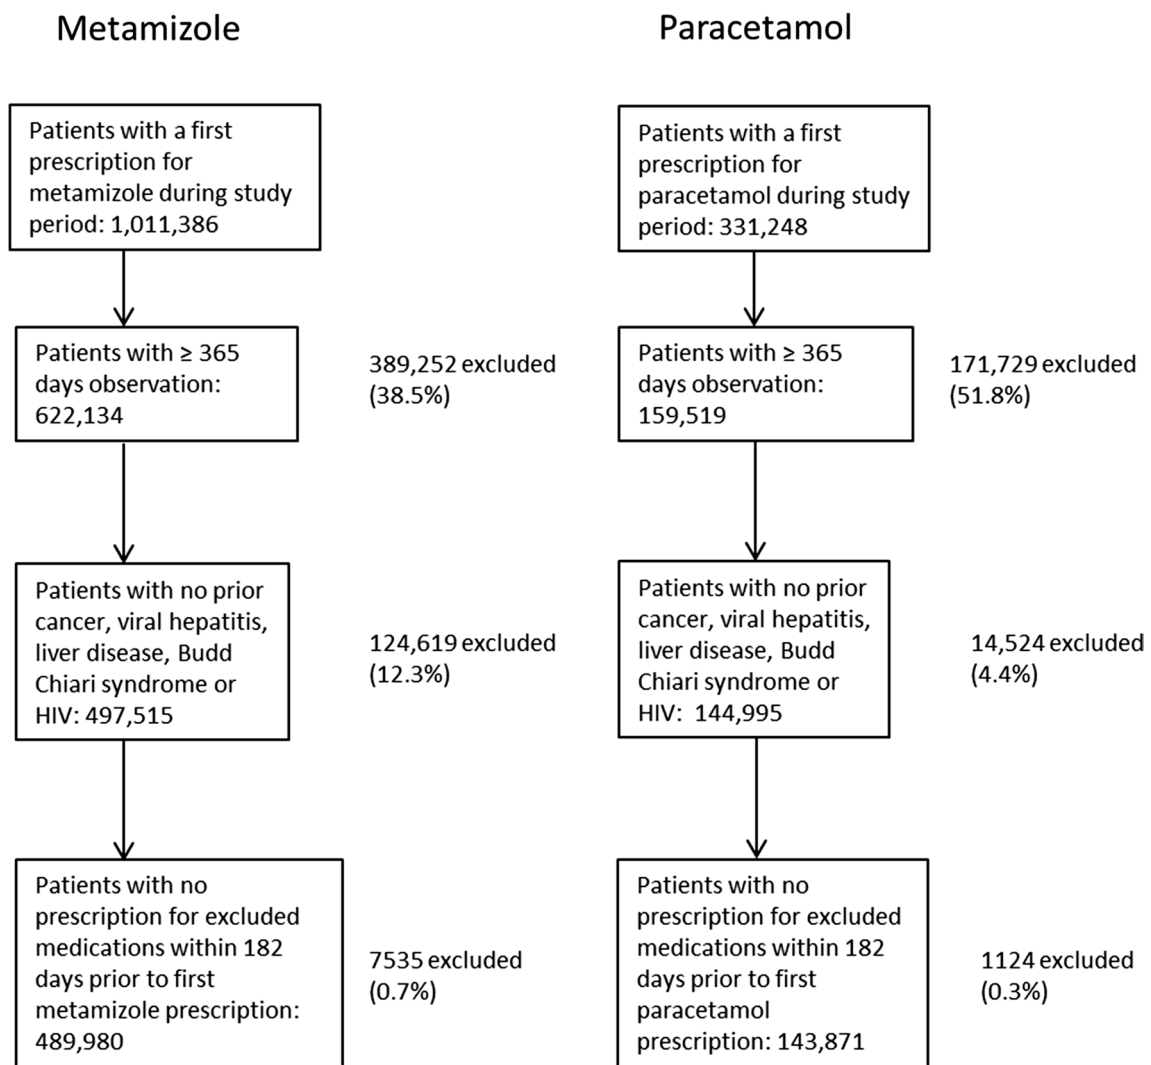 Metamizole
Paracetamol
Patients with a first
prescription for
metamizole during study
period: 1,011,386
Patients with a first
prescription for
paracetamol during study
period: 331,248
Patients with ≥ 365
days observation:
622,134
389,252 excluded
(38.5%)
Patients with ≥ 365
days observation:
159,519
171,729 excluded
(51.8%)
Patients with no prior
cancer, viral hepatitis,
liver disease, Budd
Chiari syndrome or
HIV: 497,515
124,619 excluded
(12.3%)
Patients with no prior
cancer, viral hepatitis,
liver disease, Budd
Chiari syndrome or
HIV: 144,995
14,524 excluded
(4.4%)
Patients with no
prescription for excluded
medications within 182
days prior to first
metamizole prescription:
489,980
7535 excluded
(0.7%)
Patients with no
prescription for excluded
medications within 182
days prior to first
paracetamol
prescription: 143,871
1124 excluded
(0.3%)